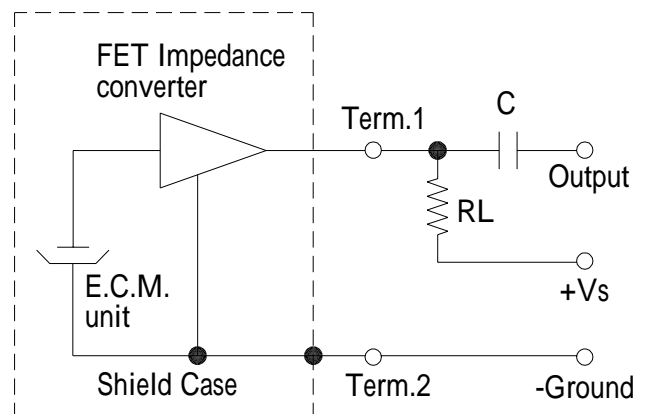 FET Impedance
converter
Term.1
C
Output
RL
+Vs
E.C.M.
unit
Shield Case
Term.2
-Ground